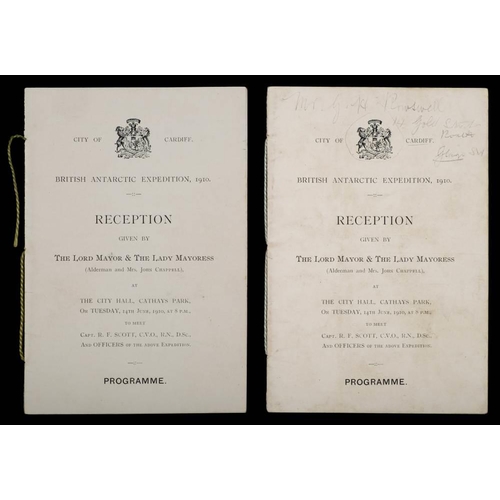 CITY OF CARDIFF.
BRITISH ANTARCTIC EXPEDITION, 1910.
RECEPTION
GIVEN BY
THE LORD MAYOR & THE LADY MAYORESS
(Alderman and Mrs. John Chappell),
AT
THE CITY HALL, CATHAYS PARK,
On TUESDAY, 14th June, 1910, at 8 p.m.,
TO MEET
Capt. R. F. SCOTT, C.V.O., R.N., D.Sc.,
And OFFICERS of the above Expedition.
PROGRAMME.
CITY OF CARDIFF.
BRITISH ANTARCTIC EXPEDITION, 1910.
RECEPTION
GIVEN BY
THE LORD MAYOR & THE LADY MAYORESS
(Alderman and Mrs. John Chappell),
AT
THE CITY HALL, CATHAYS PARK,
On TUESDAY, 14th June, 1910, at 8 p.m.,
TO MEET
Capt. R. F. SCOTT, C.V.O., R.N., D.Sc.,
And OFFICERS of the above Expedition.
PROGRAMME.